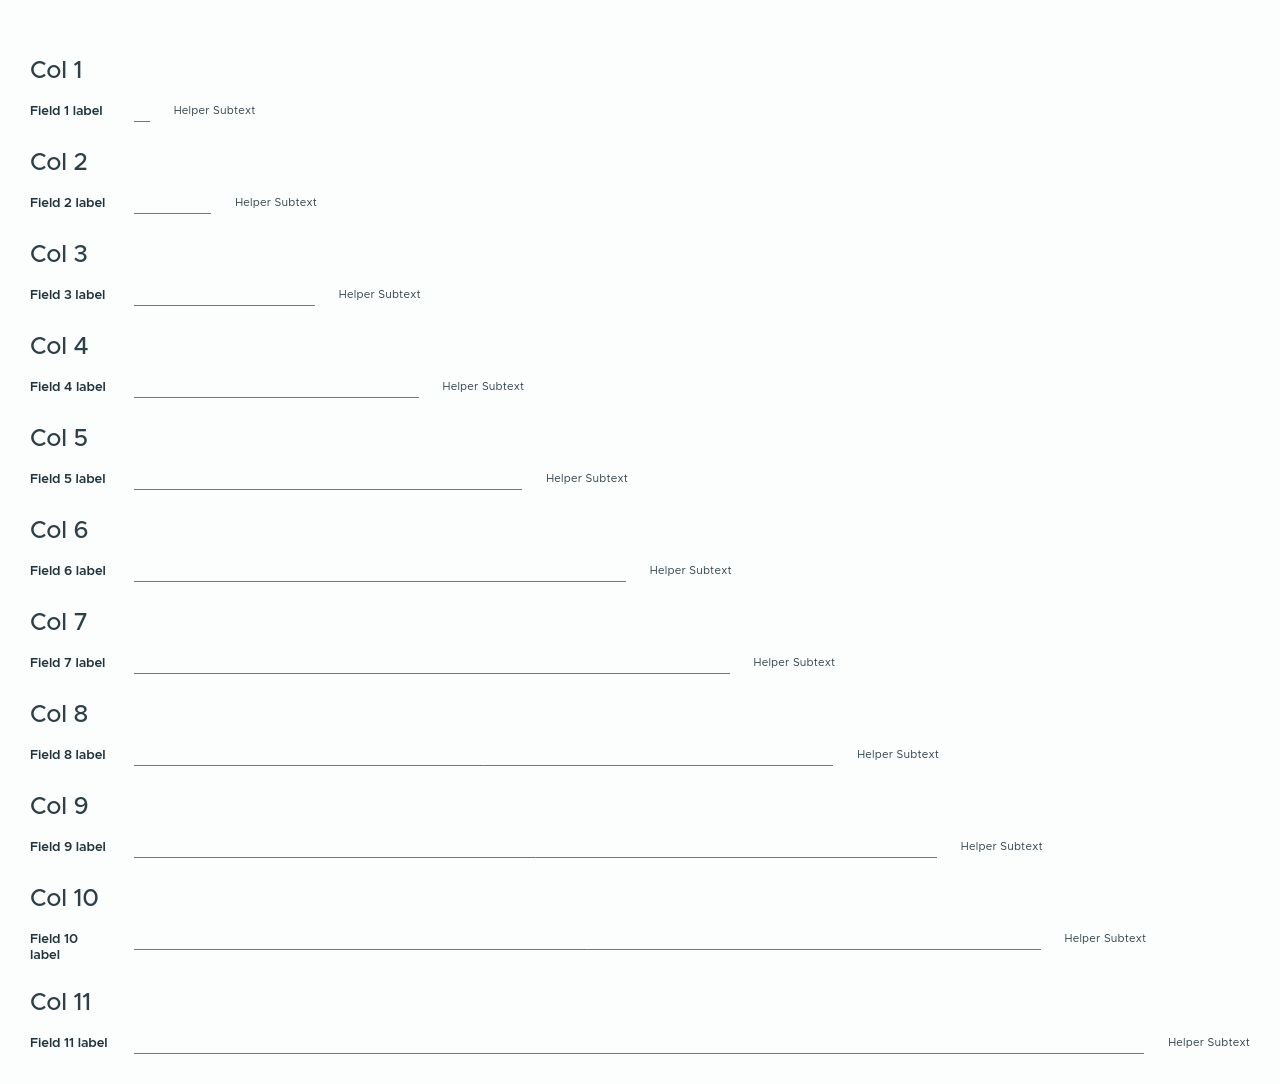 Col 1
Field 1 label Helper Subtext
Col 2
Field 2 label Helper Subtext
Col 3
Field 3 label Helper Subtext
Col 4
Field 4 label Helper Subtext
Col 5
Field 5 label Helper Subtext
Col 6
Field 6 label Helper Subtext
Col 7
Field 7 label Helper Subtext
Col 8
Field 8 label Helper Subtext
Col 9
Field 9 label Helper Subtext
Col 10
Field 10 Helper Subtext
label
Col 11
Field 11 label Helper Subtext